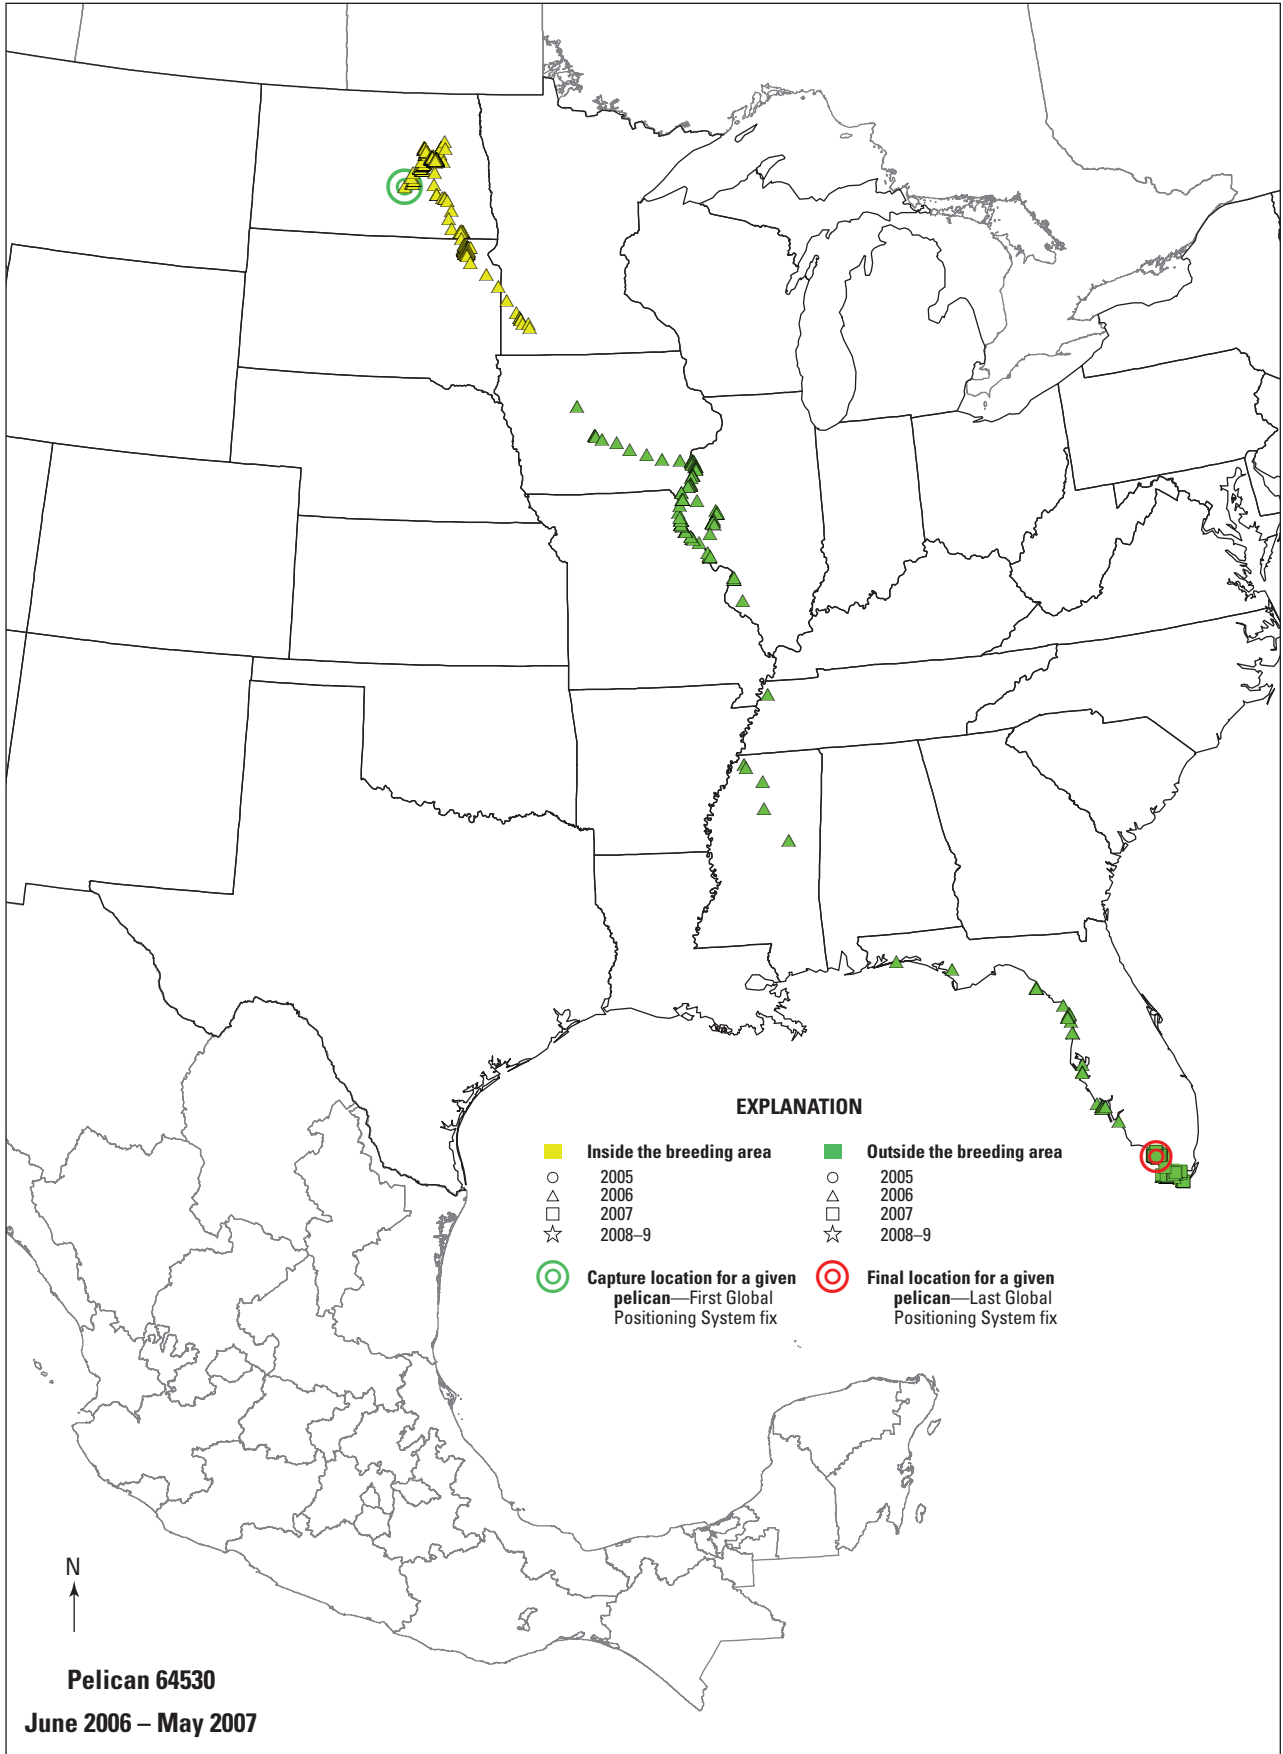 EXPLANATION
Inside the breeding area
2005
2006
2007
2008–9
Capture location for a given
pelican—First Global
Positioning System fix
Outside the breeding area
2005
2006
2007
2008–9
Final location for a given
pelican—Last Global
Positioning System fix
N
Pelican 64530
June 2006 – May 2007